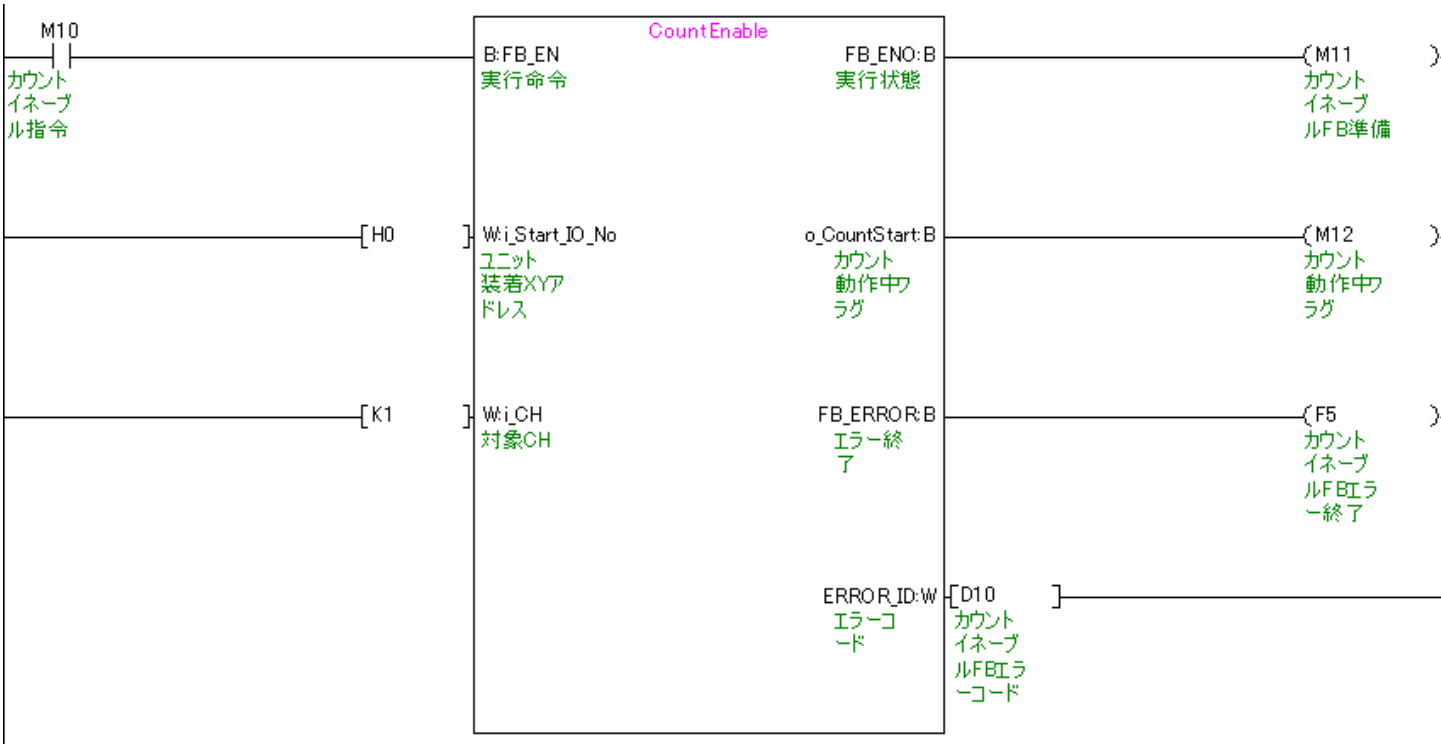 CountEnable
M10
カウント
イネーブ
ル指令
B:FB_EN
実行命令
FB_ENO:B
実行状態
M11
カウント
イネーブ
ルFB準備
H0
W:i_Start_IO_No
ユニット
装着XYア
ドレス
o_CountStart:B
カウント
動作中フ
ラグ
M12
カウント
動作中フ
ラグ
K1
W:i_CH
対象CH
FB_ERROR:B
エラー終
了
F5
カウント
イネーブ
ルFBエラ
ー終了
ERROR_ID:W
エラーコ
ード
D10
カウント
イネーブ
ルFBエラ
ーコード